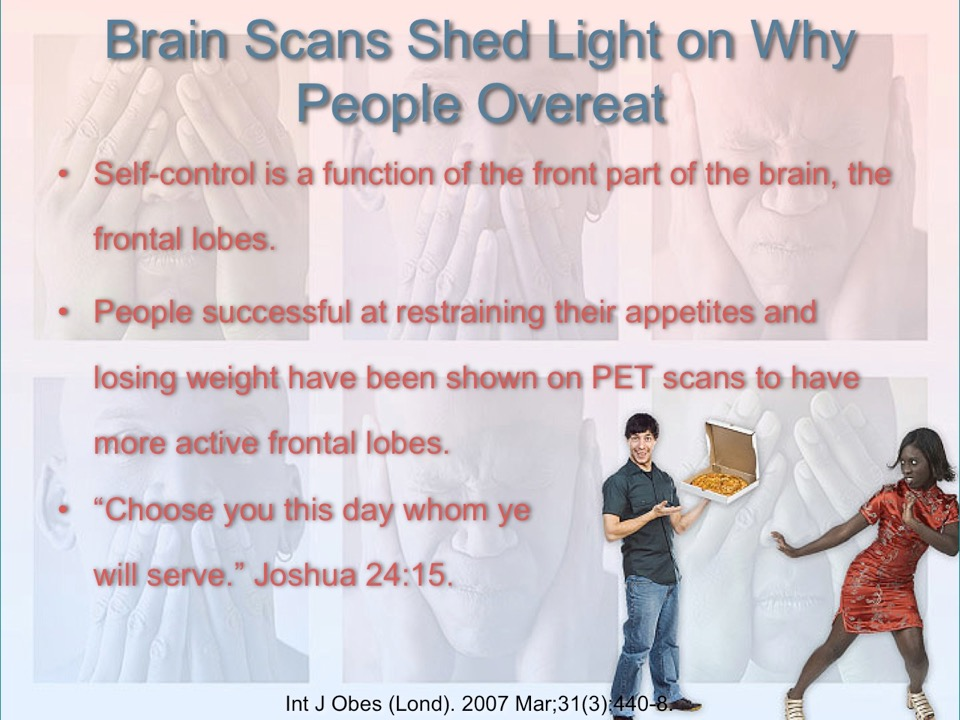 Brain Scans Shed Light on Why
People Overeat
• Self-control is a function of the front part of the brain, the
frontal lobes.
• People successful at restraining their appetites and
losing weight have been shown on PET scans to have
more active frontal lobes.
• “Choose you this day whom ye
will serve.” Joshua 24:15.
Int J Obes (Lond). 2007 Mar;31(3):440-8.